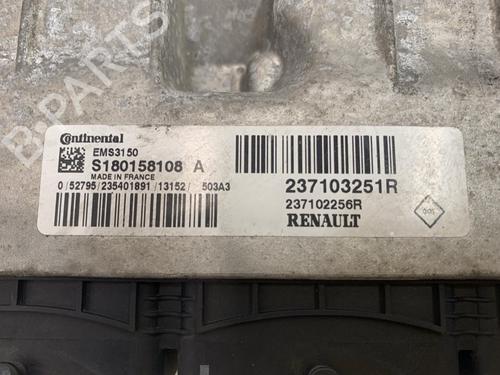 B-PARTS
Continental
EMS3150
S180158108 A
MADE IN FRANCE
0/52795/235401891/13152/ 503A3
237103251R
237102256R
RENAULT